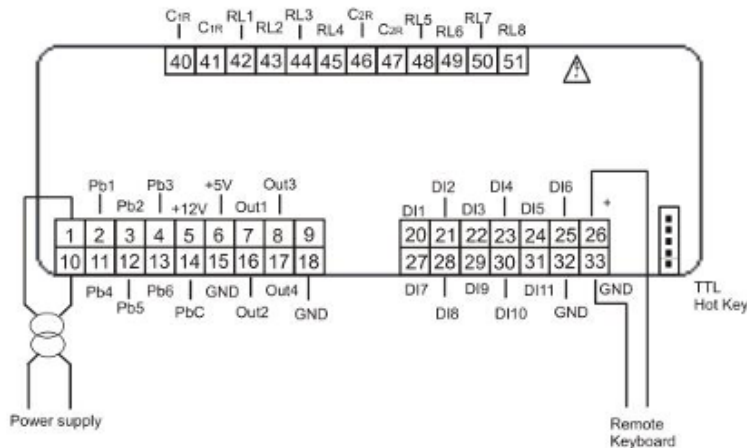 C1R C1R RL1 RL2 RL3 RL4 C2R C2R RL5 RL6 RL7 RL8
40 41 42 43 44 45 46 47 48 49 50 51
Pb1 Pb2 Pb3 +12V +5V Out1 Out3
1 2 3 4 5 6 7 8 9
10 11 12 13 14 15 16 17 18
Pb4 Pb5 Pb6 PbC GND Out2 Out4 GND
DI1 DI2 DI3 DI4 DI5 DI6 +
20 21 22 23 24 25 26
27 28 29 30 31 32 33
DI7 DI8 DI9 DI10 DI11 GND GND
TTL
Hot Key
Power supply
Remote
Keyboard